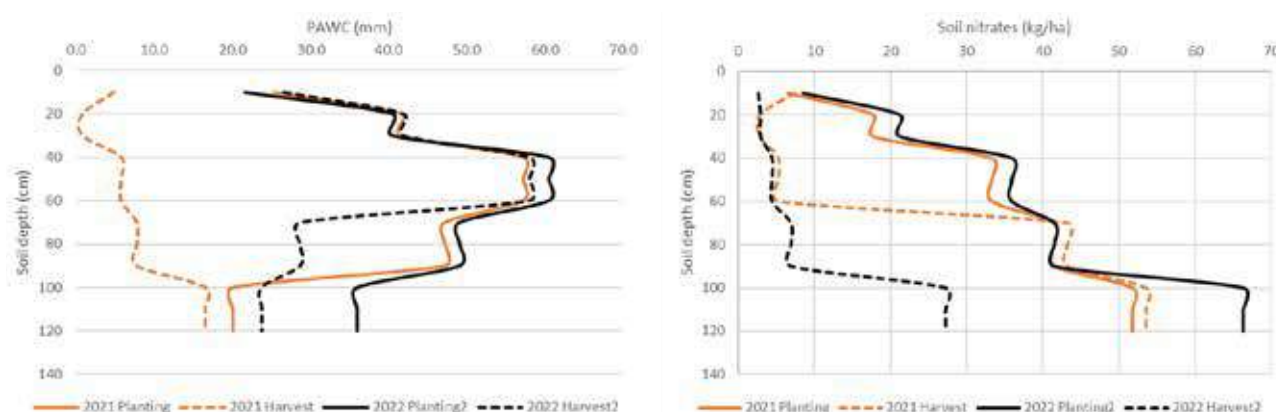 PAWC (mm)
0.0 10.0 20.0 30.0 40.0 50.0 60.0 70.0
0
20
40
60
80
100
120
140
Soil depth (cm)
2021 Planting 2021 Harvest 2022 Planting2 2022 Harvest2
Soil nitrates (kg/ha)
0 10 20 30 40 50 60 70
0
20
40
60
80
100
120
140
Soil depth (cm)
2021 Planting 2021 Harvest 2022 Planting2 2022 Harvest2